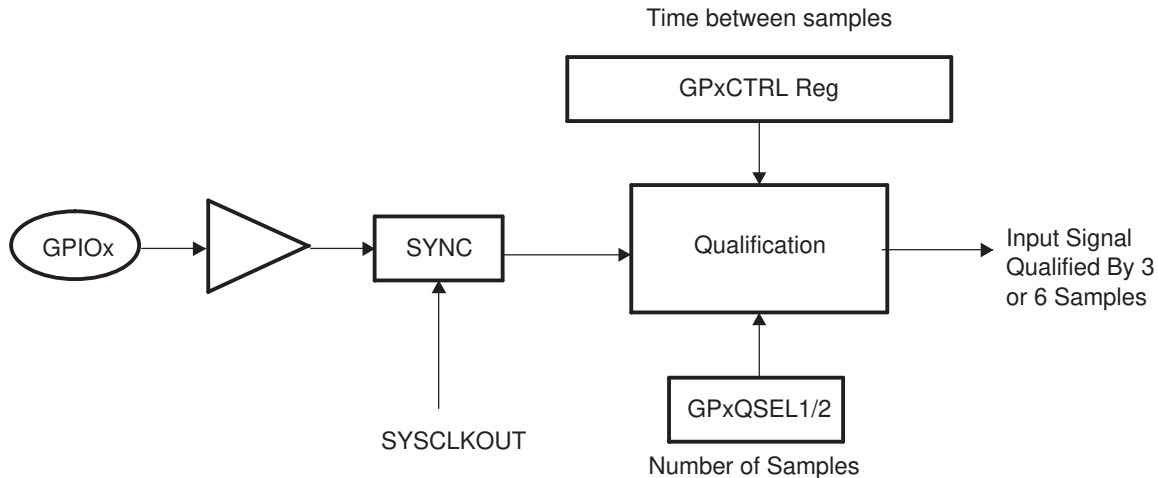 Time between samples
GPxCTRL Reg
GPIOx
SYNC
Qualification
Input Signal
Qualified By 3
or 6 Samples
GPxQSEL1/2
SYSCLKOUT
Number of Samples